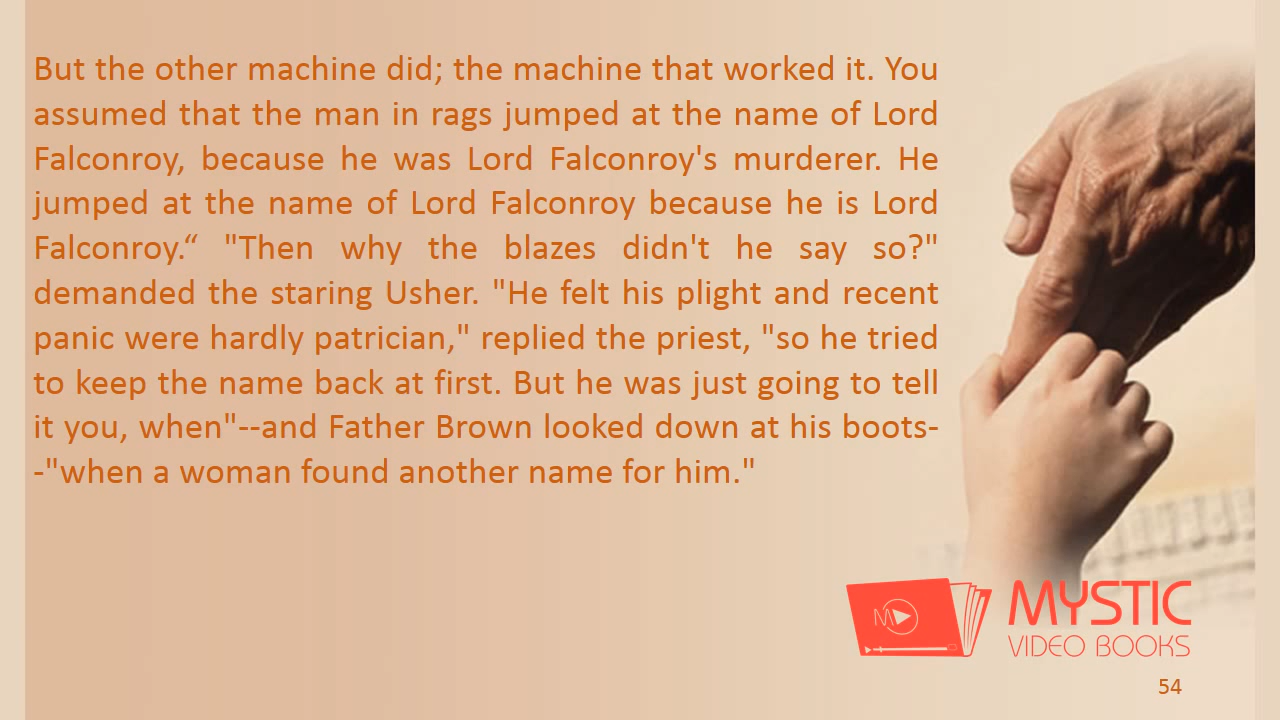 But the other machine did; the machine that worked it. You
assumed that the man in rags jumped at the name of Lord
Falconroy, because he was Lord Falconroy's murderer. He
jumped at the name of Lord Falconroy because he is Lord
Falconroy.“ "Then why the blazes didn't he say so?"
demanded the staring Usher. "He felt his plight and recent
panic were hardly patrician," replied the priest, "so he tried
to keep the name back at first. But he was just going to tell
it you, when"--and Father Brown looked down at his boots-
-"when a woman found another name for him."
M
MYSTIC
VIDEO BOOKS
54